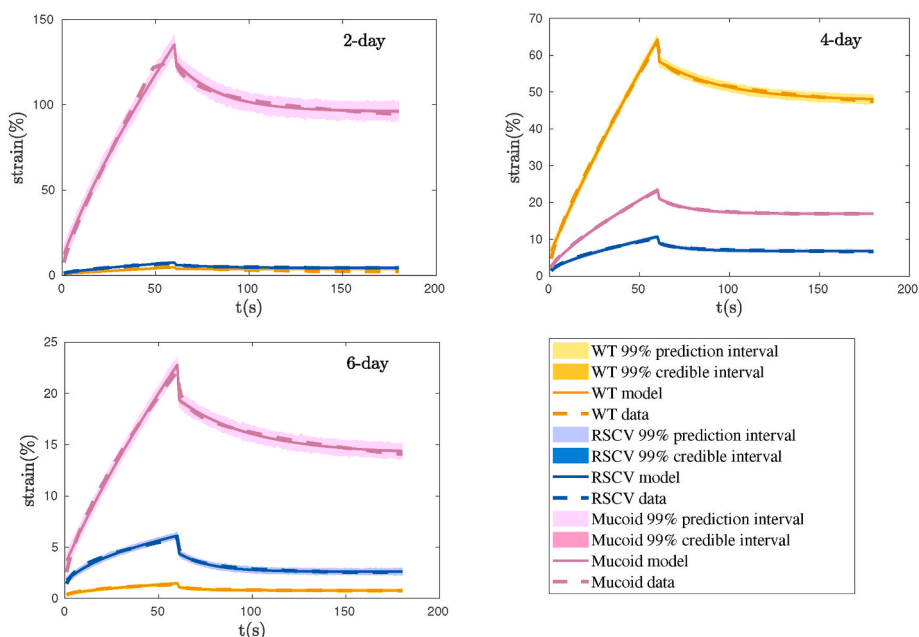 2-day
strain(%)
150
100
50
0
0 50 100 150 200
t(s)
4-day
strain(%)
70
60
50
40
30
20
10
0
0 50 100 150 200
t(s)
6-day
strain(%)
25
20
15
10
5
0
0 50 100 150 200
t(s)
WT 99% prediction interval
WT 99% credible interval
WT model
WT data
RSCV 99% prediction interval
RSCV 99% credible interval
RSCV model
RSCV data
Mucoid 99% prediction interval
Mucoid 99% credible interval
Mucoid model
Mucoid data